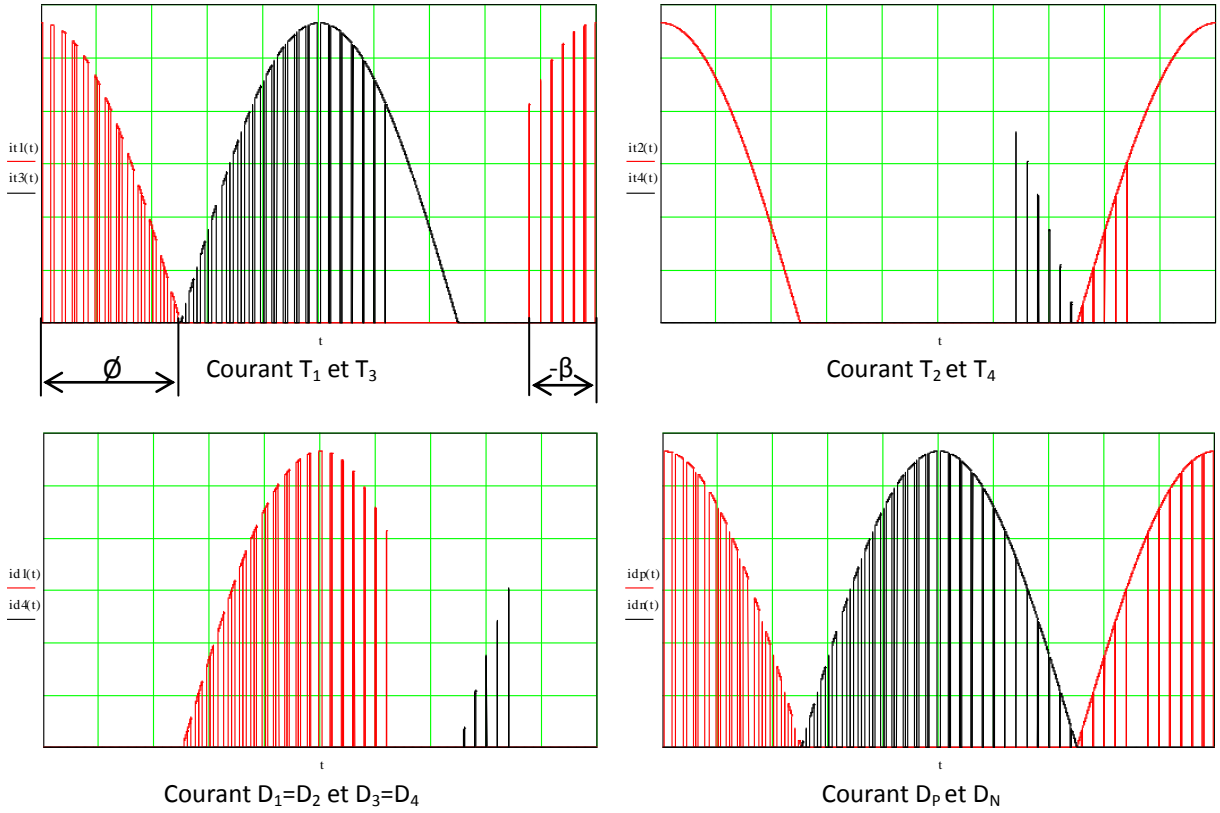 it1(t)
it3(t)
t
Ø
-β
Courant T₁ et T₃
it2(t)
it4(t)
t
Courant T₂ et T₄
id1(t)
id4(t)
t
Courant D₁=D₂ et D₃=D₄
idp(t)
idn(t)
t
Courant Dₚ et D_N